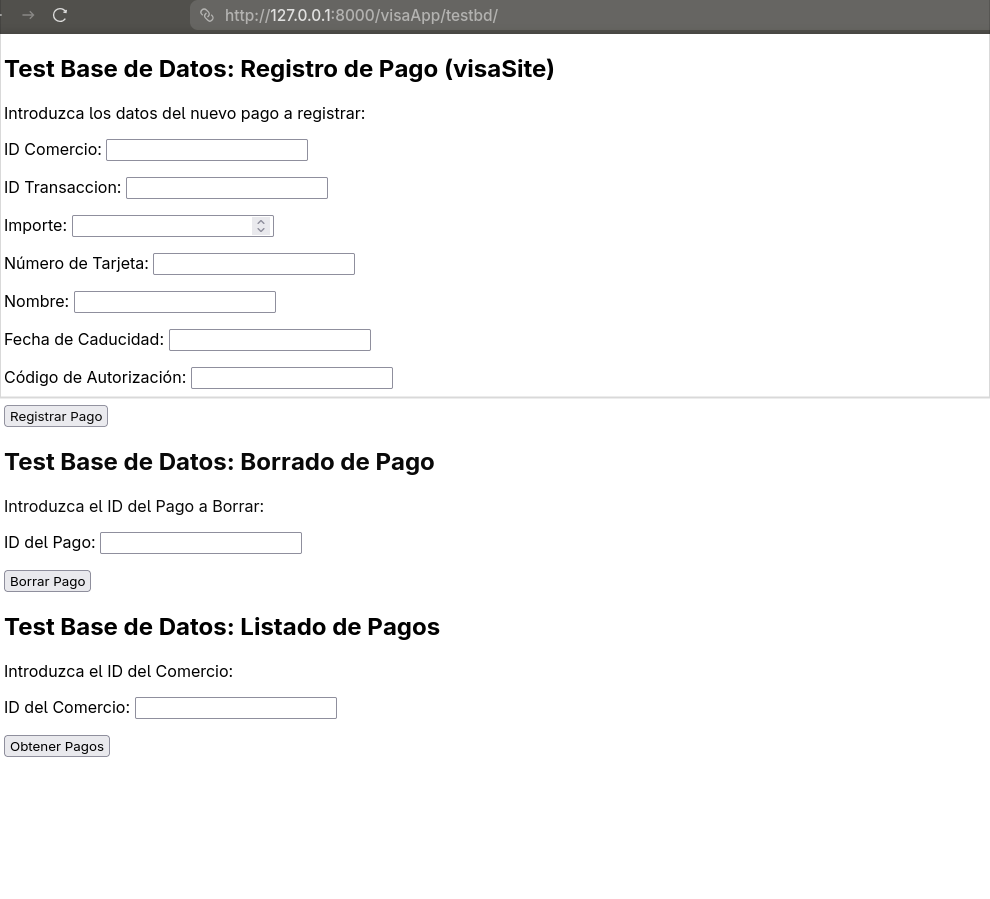 http://127.0.0.1:8000/visaApp/testbd/
Test Base de Datos: Registro de Pago (visaSite)
Introduzca los datos del nuevo pago a registrar:
ID Comercio:
ID Transaccion:
Importe:
Número de Tarjeta:
Nombre:
Fecha de Caducidad:
Código de Autorización:
Registrar Pago
Test Base de Datos: Borrado de Pago
Introduzca el ID del Pago a Borrar:
ID del Pago:
Borrar Pago
Test Base de Datos: Listado de Pagos
Introduzca el ID del Comercio:
ID del Comercio:
Obtener Pagos